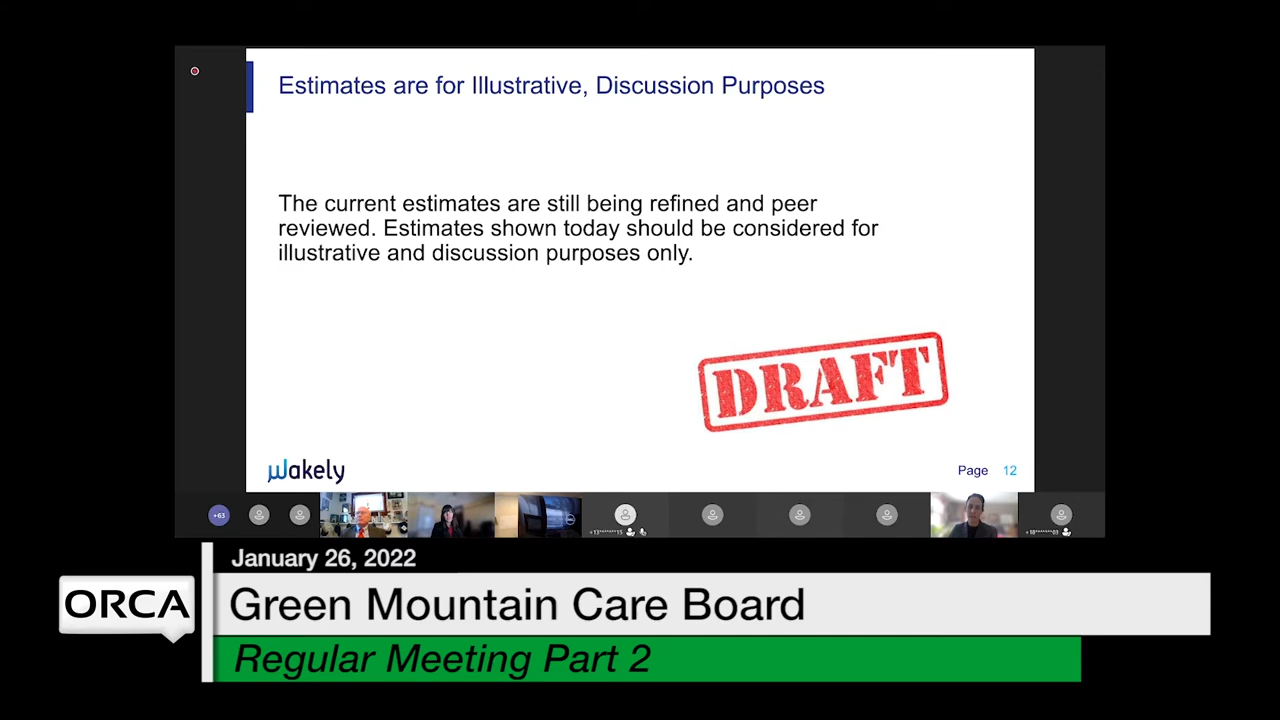 Estimates are for Illustrative, Discussion Purposes
The current estimates are still being refined and peer
reviewed. Estimates shown today should be considered for
illustrative and discussion purposes only.
DRAFT
Wakely
Page 12
+63
January 26, 2022
ORCA
Green Mountain Care Board
Regular Meeting Part 2